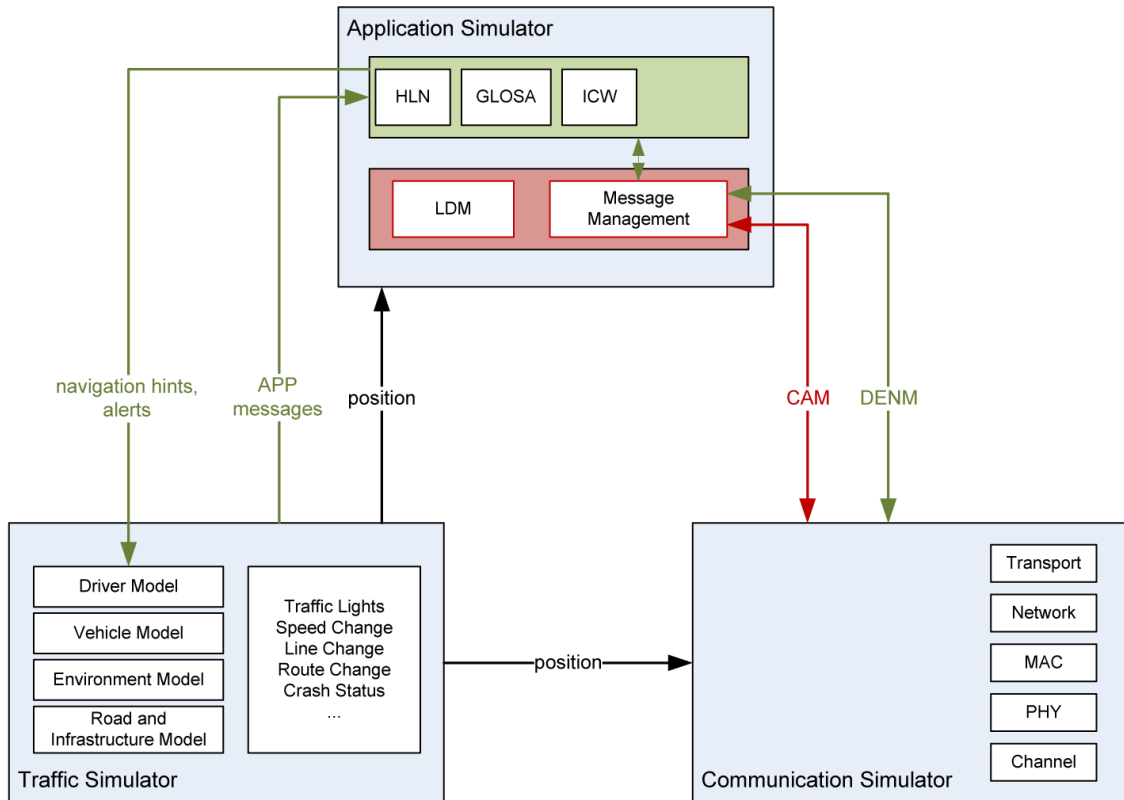 Application Simulator
HLN
GLOSA
ICW
LDM
Message
Management
navigation hints,
alerts
APP
messages
position
CAM
DENM
Driver Model
Vehicle Model
Environment Model
Road and
Infrastructure Model
Traffic Lights
Speed Change
Line Change
Route Change
Crash Status
...
Traffic Simulator
position
Transport
Network
MAC
PHY
Channel
Communication Simulator